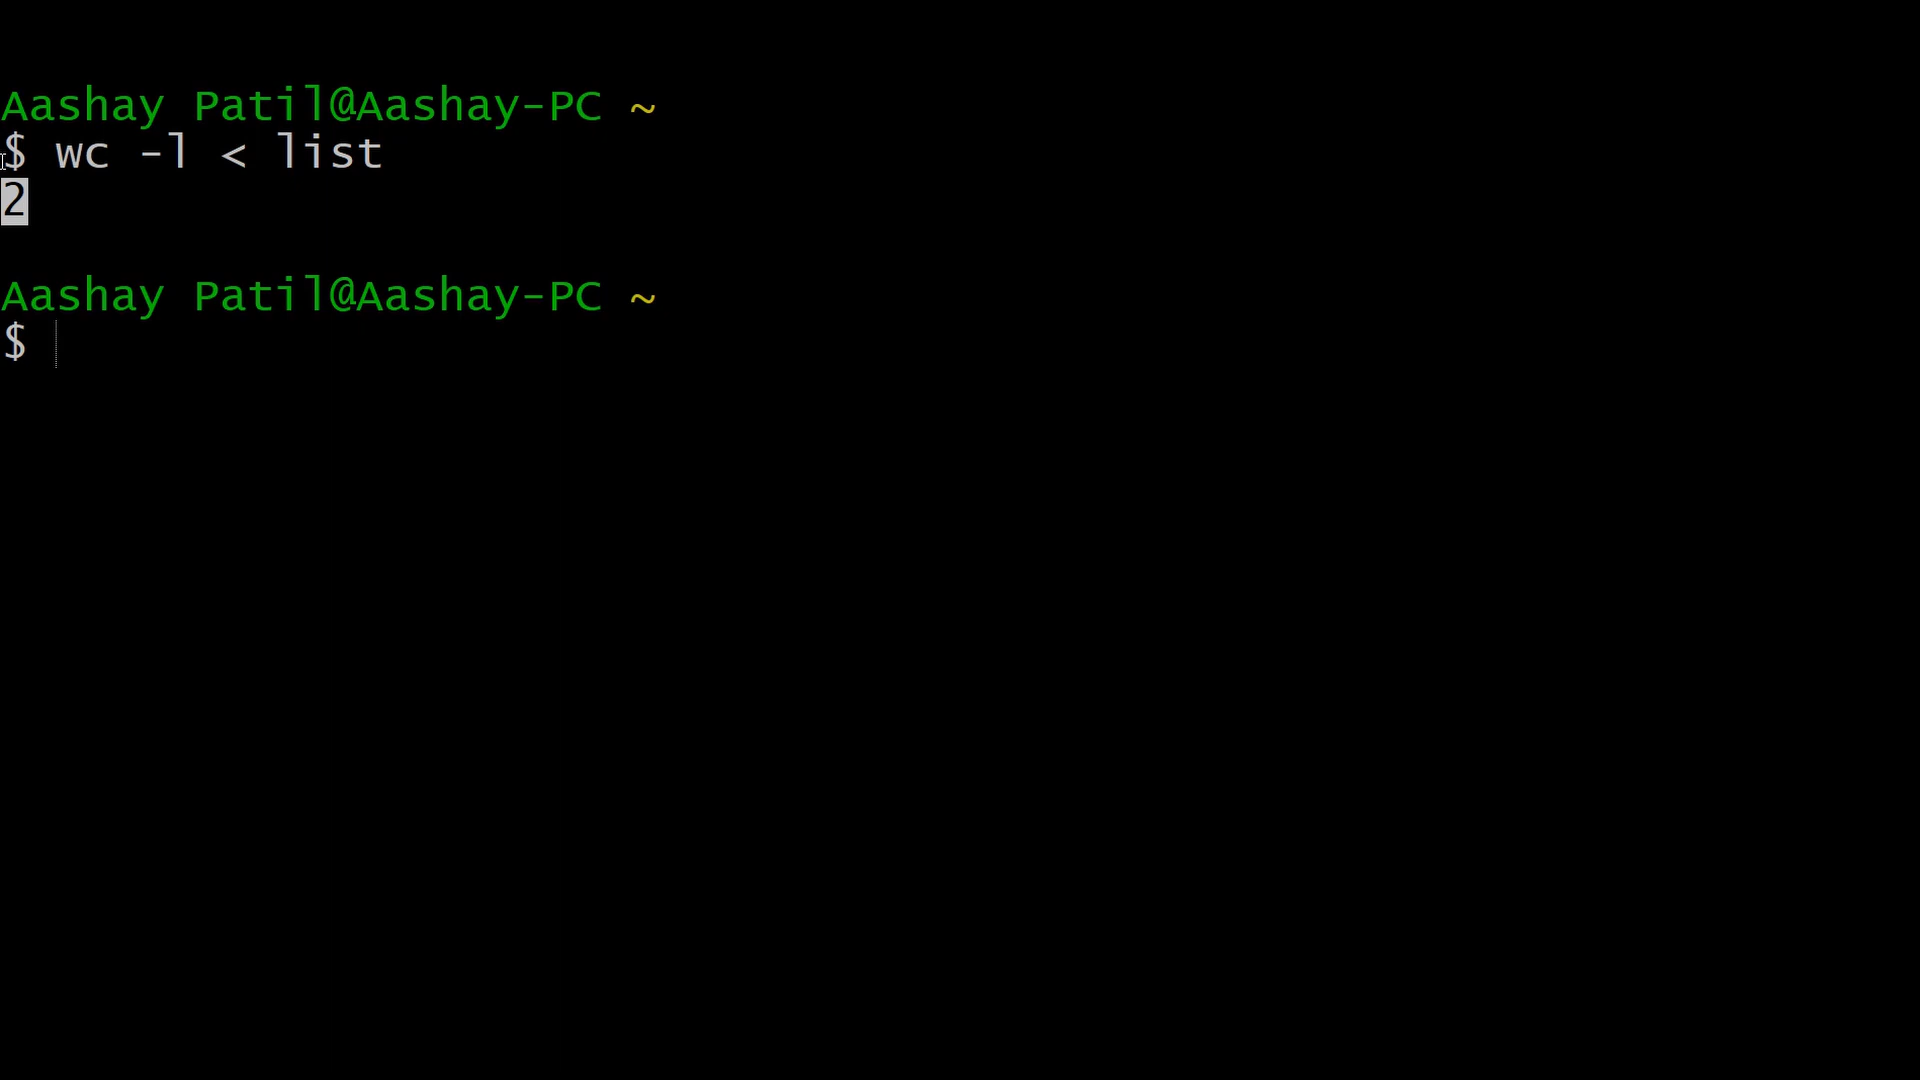 Aashay Patil@Aashay-PC ~
$ wc -l < list
2
Aashay Patil@Aashay-PC ~
$